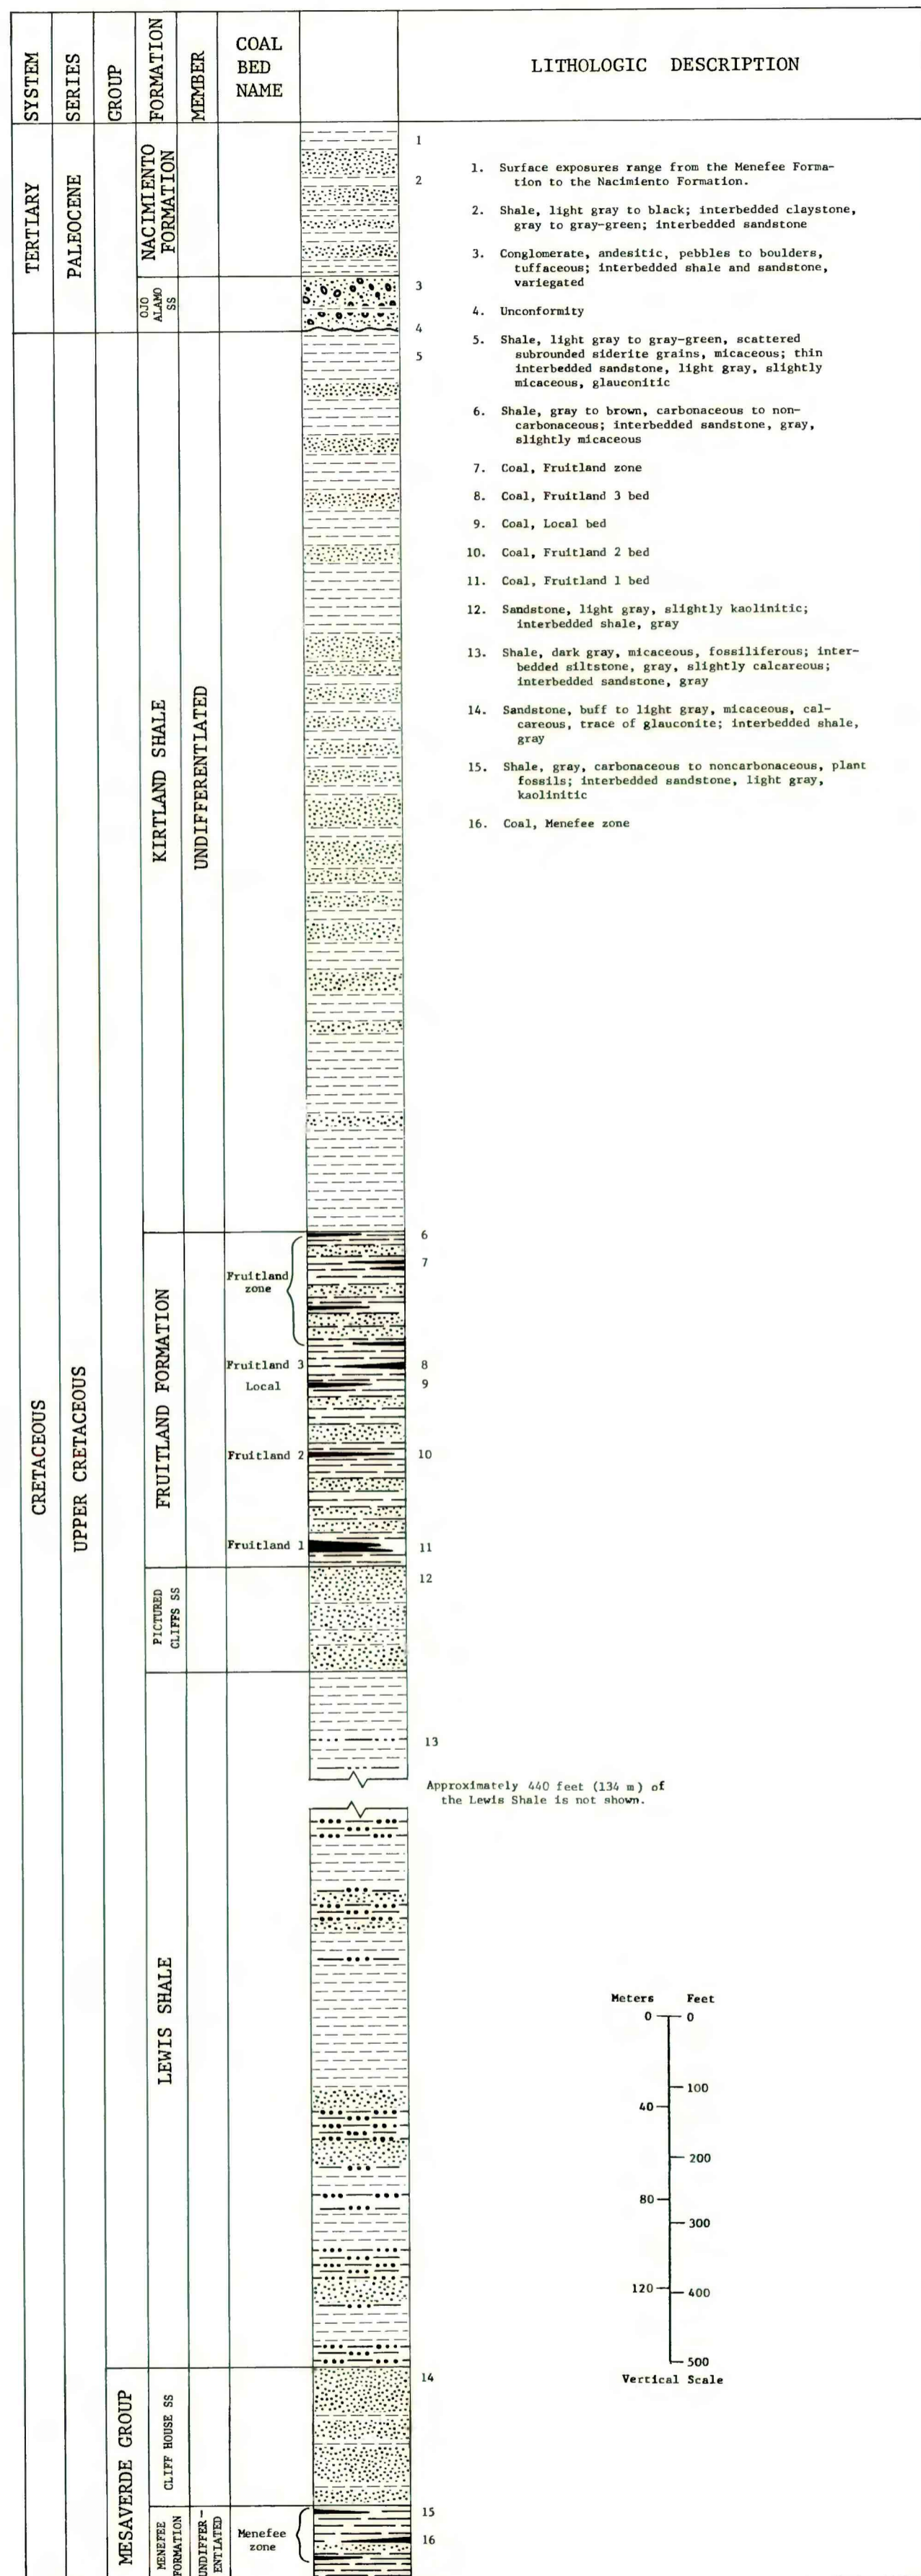 SYSTEM
SERIES
GROUP
FORMATION
MEMBER
COAL
BED
NAME
LITHOLOGIC DESCRIPTION
TERTIARY
PALEOCENE
NACIMIENTO
FORMATION
OJO
ALAMO
SS
1
2
3
4
5
1. Surface exposures range from the Menefee Forma-
tion to the Nacimiento Formation.
2. Shale, light gray to black; interbedded claystone,
gray to gray-green; interbedded sandstone
3. Conglomerate, andesitic, pebbles to boulders,
tuffaceous; interbedded shale and sandstone,
variegated
4. Unconformity
5. Shale, light gray to gray-green, scattered
subrounded siderite grains, micaceous; thin
interbedded sandstone, light gray, slightly
micaceous, glauconitic
6. Shale, gray to brown, carbonaceous to non-
carbonaceous; interbedded sandstone, gray,
slightly micaceous
7. Coal, Fruitland zone
8. Coal, Fruitland 3 bed
9. Coal, Local bed
10. Coal, Fruitland 2 bed
11. Coal, Fruitland 1 bed
12. Sandstone, light gray, slightly kaolinitic;
interbedded shale, gray
13. Shale, dark gray, micaceous, fossiliferous; inter-
bedded siltstone, gray, slightly calcareous;
interbedded sandstone, gray
14. Sandstone, buff to light gray, micaceous, cal-
careous, trace of glauconite; interbedded shale,
gray
15. Shale, gray, carbonaceous to noncarbonaceous, plant
fossils; interbedded sandstone, light gray,
kaolinitic
16. Coal, Menefee zone
CRETACEOUS
UPPER CRETACEOUS
KIRTLAND SHALE
UNDIFFERENTIATED
FRUITLAND FORMATION
Fruitland
zone
6
7
Fruitland 3
8
Local
9
Fruitland 2
10
Fruitland 1
11
PICTURED
CLIFFS SS
12
LEWIS SHALE
13
Approximately 440 feet (134 m) of
the Lewis Shale is not shown.
Meters Feet
0 0
100
40
200
80
300
120
400
500
Vertical Scale
MESAVERDE GROUP
CLIFF HOUSE SS
14
MENEFEE
FORMATION
UNDIFFER-
ENTIATED
Menefee
zone
15
16